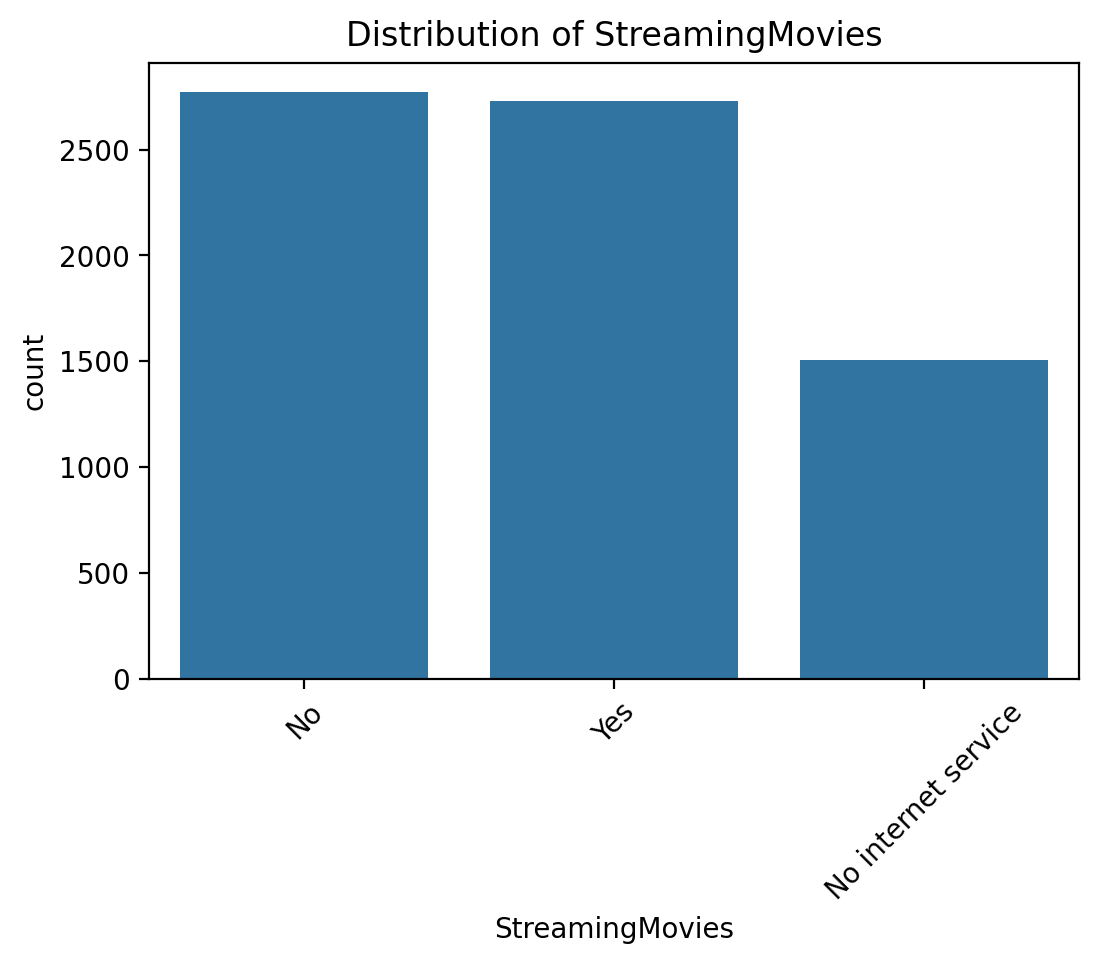 Distribution of StreamingMovies
2500
2000
1500
1000
500
0
count
No
Yes
No internet service
StreamingMovies